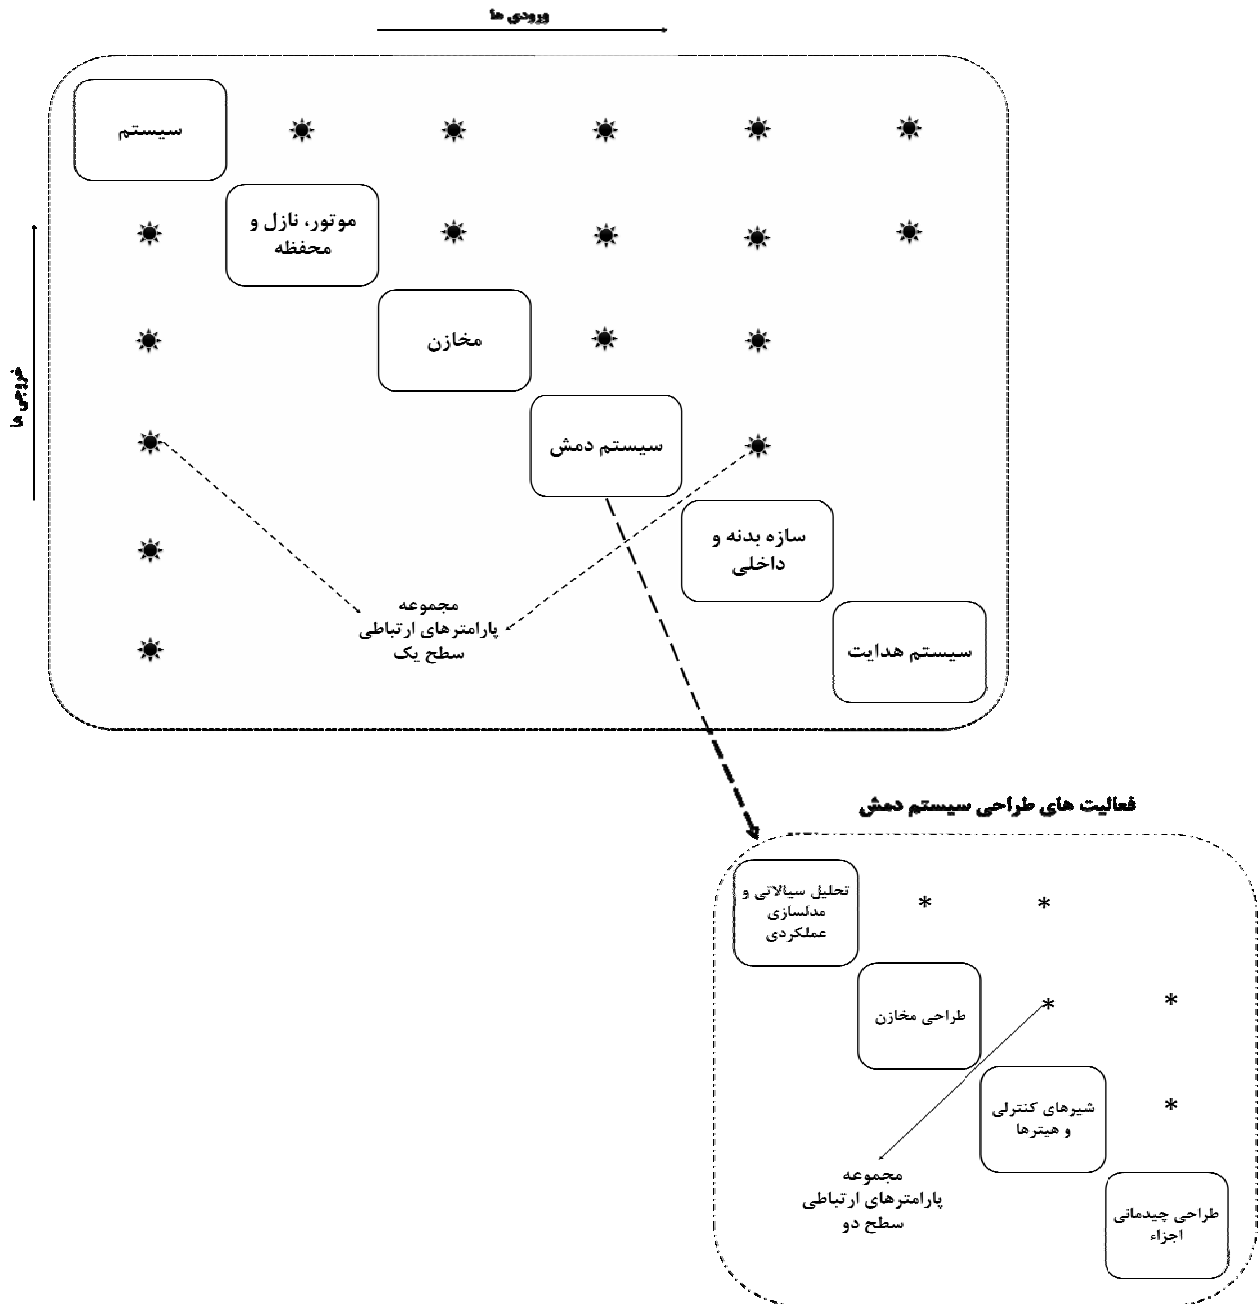 ورودی ها
سیستم
موتور، نازل و
محفظه
مخازن
خروجی ها
سیستم دمش
سازه بدنه و
داخلی
مجموعه
پارامترهای ارتباطی
سطح یک
سیستم هدایت
فعالیت های طراحی سیستم دمش
تحلیل سیالاتی و
مدلسازی
عملکردی
* *
طراحی مخازن
* *
شیرهای کنترلی
و هیترها
*
مجموعه
پارامترهای ارتباطی
سطح دو
طراحی چیدمانی
اجزاء